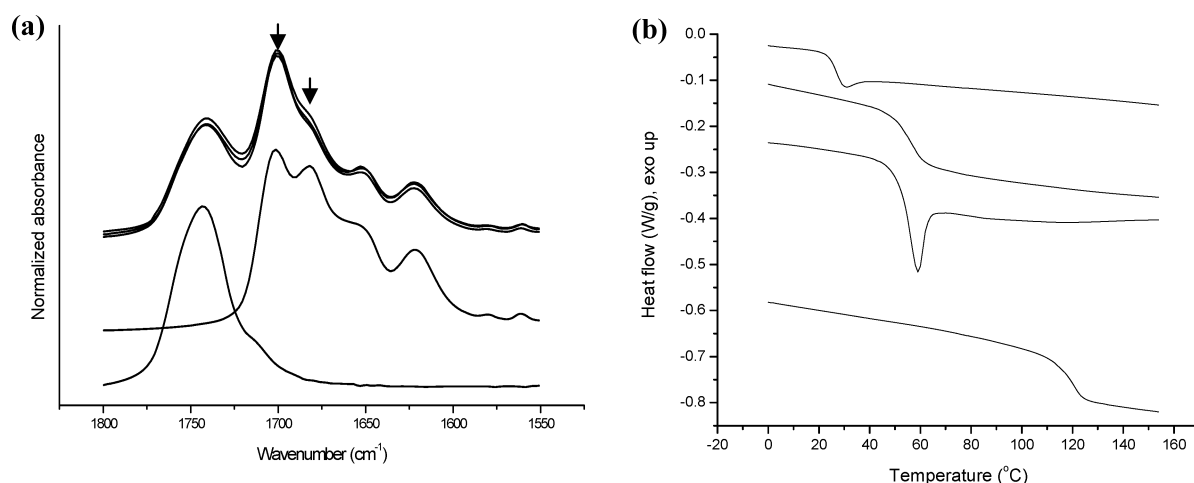 (a)
Normalized absorbance
1800 1750 1700 1650 1600 1550
Wavenumber (cm⁻¹)
(b)
Heat flow (W/g), exo up
0.0
-0.1
-0.2
-0.3
-0.4
-0.5
-0.6
-0.7
-0.8
-20 0 20 40 60 80 100 120 140 160
Temperature (°C)